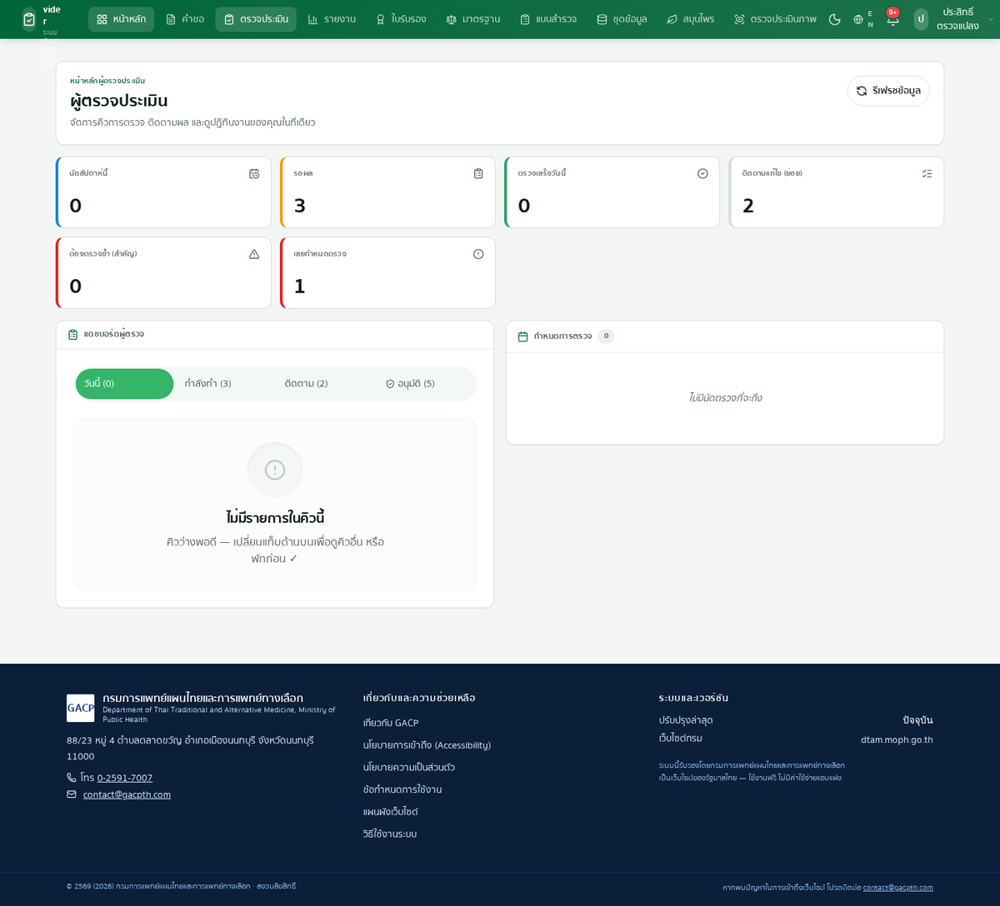 vide
r
ระบบ
หน้าหลัก
คำขอ
ตรวจประเมิน
รายงาน
ใบรับรอง
มาตรฐาน
แบบสำรวจ
ชุดข้อมูล
สมุนไพร
ตรวจประเมินภาพ
E
N
9+
ป
ประสิทธิ์
ตรวจแปลง
หน้าหลักผู้ตรวจประเมิน
ผู้ตรวจประเมิน
จัดการคิวการตรวจ ติดตามผล และดูปฏิทินงานของคุณในที่เดียว
รีเฟรชข้อมูล
นัดสัปดาห์นี้
0
รอผล
3
ตรวจเสร็จวันนี้
0
ติดตามแก้ไข (ย่อย)
2
ต้องตรวจซ้ำ (สำคัญ)
0
เลยกำหนดตรวจ
1
แดชบอร์ดผู้ตรวจ
วันนี้ (0)
กำลังทำ (3)
ติดตาม (2)
อนุมัติ (5)
ไม่มีรายการในคิวนี้
คิวว่างพอดี — เปลี่ยนแท็บด้านบนเพื่อดูคิวอื่น หรือ
พักก่อน ✓
กำหนดการตรวจ 0
ไม่มีนัดตรวจที่จะถึง
GACP
กรมการแพทย์แผนไทยและการแพทย์ทางเลือก
Department of Thai Traditional and Alternative Medicine, Ministry of
Public Health
88/23 หมู่ 4 ตำบลตลาดขวัญ อำเภอเมืองนนทบุรี จังหวัดนนทบุรี
11000
โทร 0-2591-7007
contact@gacpth.com
เกี่ยวกับและความช่วยเหลือ
เกี่ยวกับ GACP
นโยบายการเข้าถึง (Accessibility)
นโยบายความเป็นส่วนตัว
ข้อกำหนดการใช้งาน
แผนผังเว็บไซต์
วิธีใช้งานระบบ
ระบบและเวอร์ชัน
ปรับปรุงล่าสุด ปัจจุบัน
เว็บไซต์กรม dtam.moph.go.th
ระบบนี้รับรองโดยกรมการแพทย์แผนไทยและการแพทย์ทางเลือก
เป็นเว็บไซต์ของรัฐบาลไทย — ใช้งานฟรี ไม่มีค่าใช้จ่ายแอบแฝง
© 2569 (2026) กรมการแพทย์แผนไทยและการแพทย์ทางเลือก · สงวนลิขสิทธิ์
หากพบปัญหาในการเข้าถึงเว็บไซต์ โปรดติดต่อ contact@gacpth.com